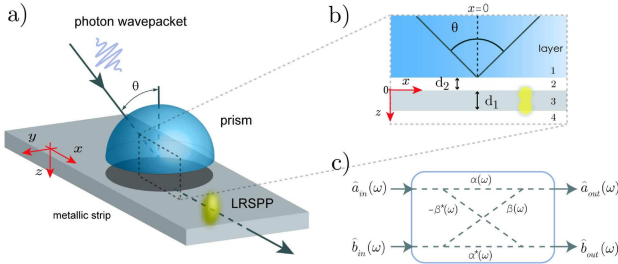 a)
photon wavepacket
θ
prism
y
x
z
LRSPP
metallic strip
b)
x=0
θ
layer
1
d₂
2
0
x
d₁
3
z
4
c)
â_in(ω)
α(ω)
â_out(ω)
-β*(ω)
β(ω)
b̂_in(ω)
α*(ω)
b̂_out(ω)